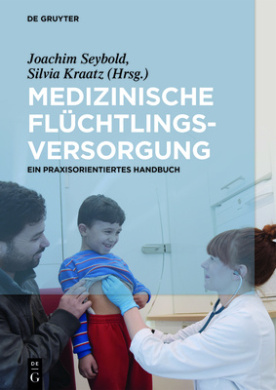 DE GRUYTER
Joachim Seybold,
Silvia Kraatz (Hrsg.)
MEDIZINISCHE
FLÜCHTLINGS-
VERSORGUNG
EIN PRAXISORIENTIERTES HANDBUCH
DE
G